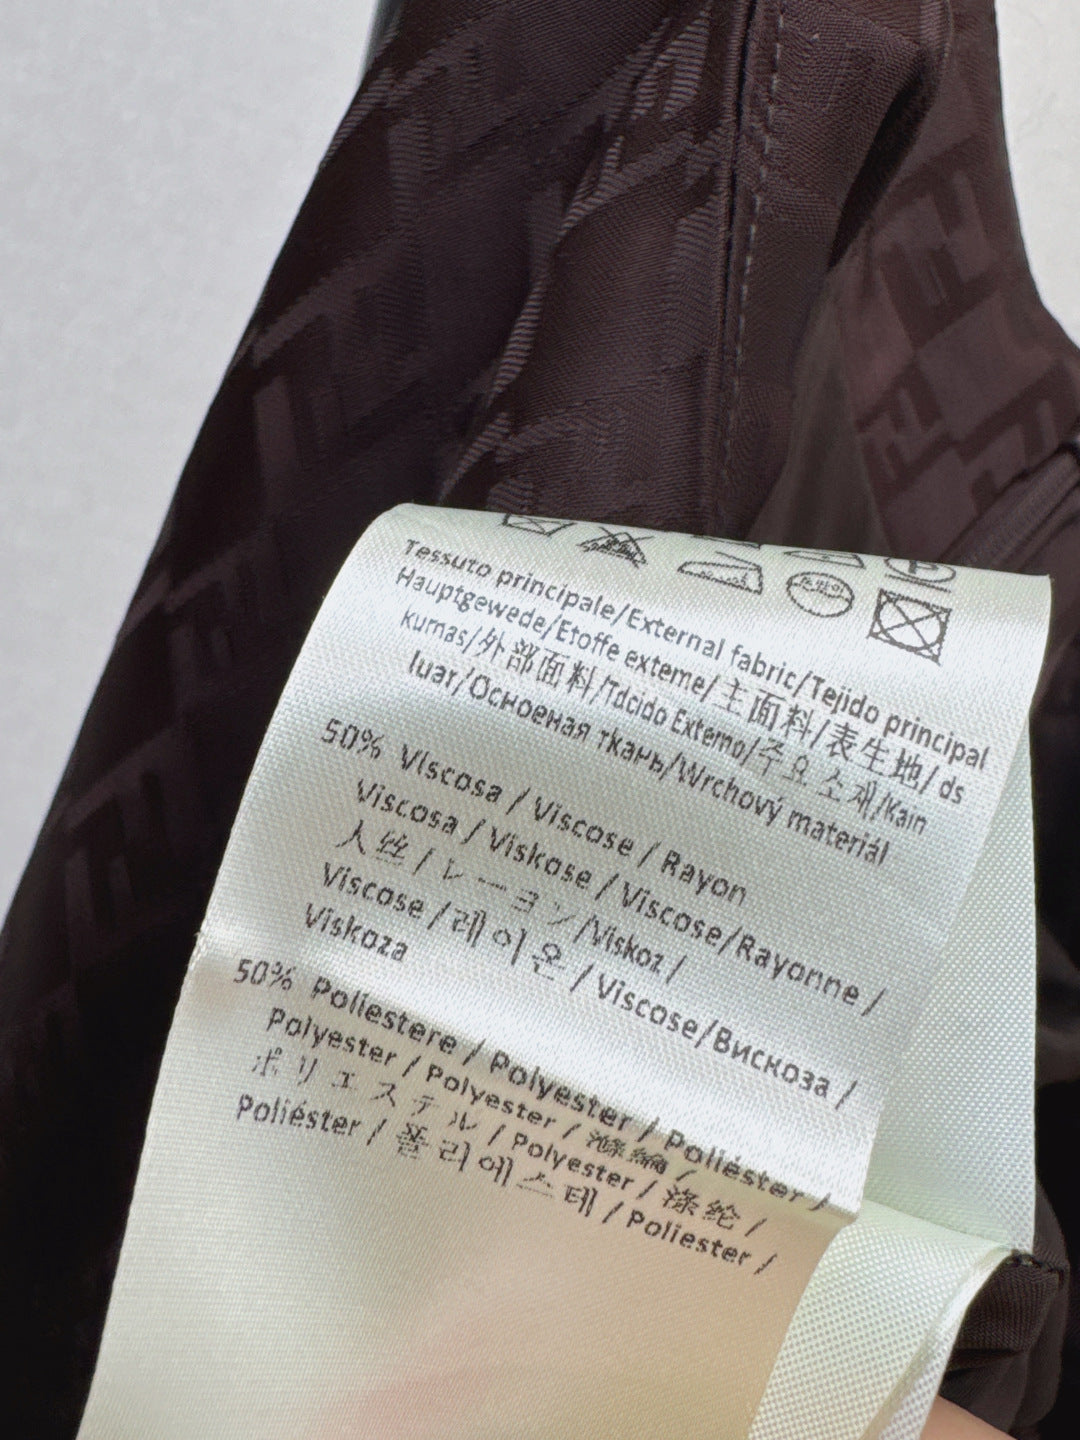 Tessuto principale/External fabric/Tejido principal
Hauptgewede/Etoffe exteme/主面料/表生地/ds
kumas/外部面料/Tdcido Extemo/주요소재/Kain
luar/Осноеная ткань/Wrchový materiál
50% Viscosa / Viscose / Rayon
Viscosa / Viskose / Viscose/Rayonne /
人丝/レーヨン/Viskoz /
Viscose/레이온/Viscose/Вискоза /
Viskoza
50% Poliestere / Polyester / Poliéster /
Polyester / Polyester / 滌綸 /
ポリエステル / Polyester / 涤纶 /
Poliéster / 폴리에스테 / Poliester /